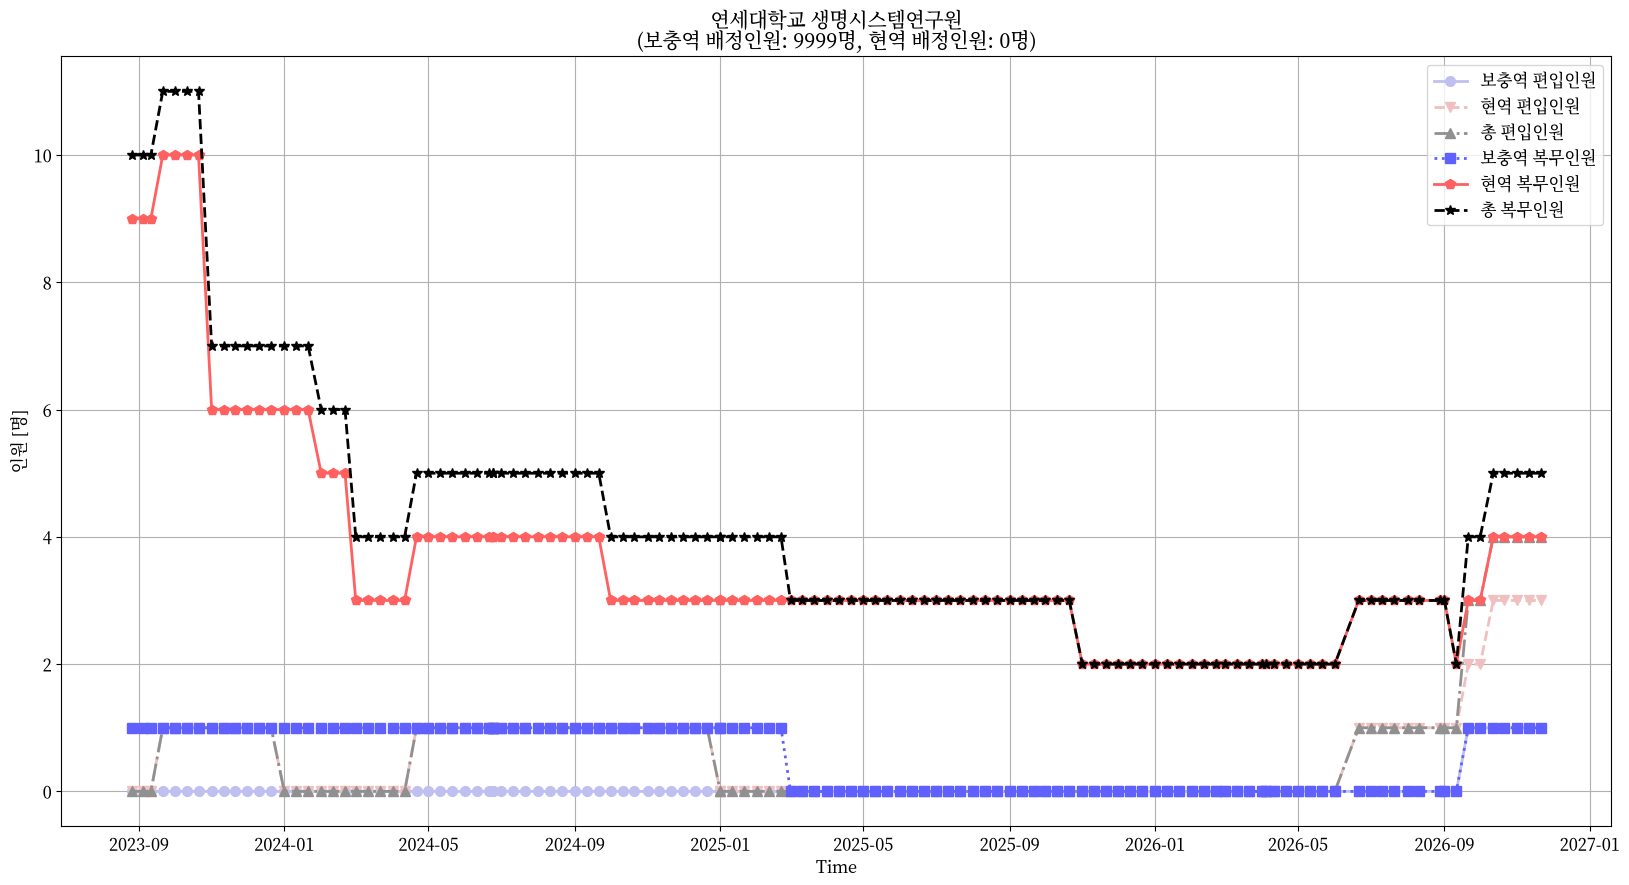 연세대학교 생명시스템연구원
(보충역 배정인원: 9999명, 현역 배정인원: 0명)
보충역 편입인원
현역 편입인원
총 편입인원
보충역 복무인원
현역 복무인원
총 복무인원
인원 [명]
10
8
6
4
2
0
2023-09
2024-01
2024-05
2024-09
2025-01
2025-05
2025-09
2026-01
2026-05
2026-09
2027-01
Time